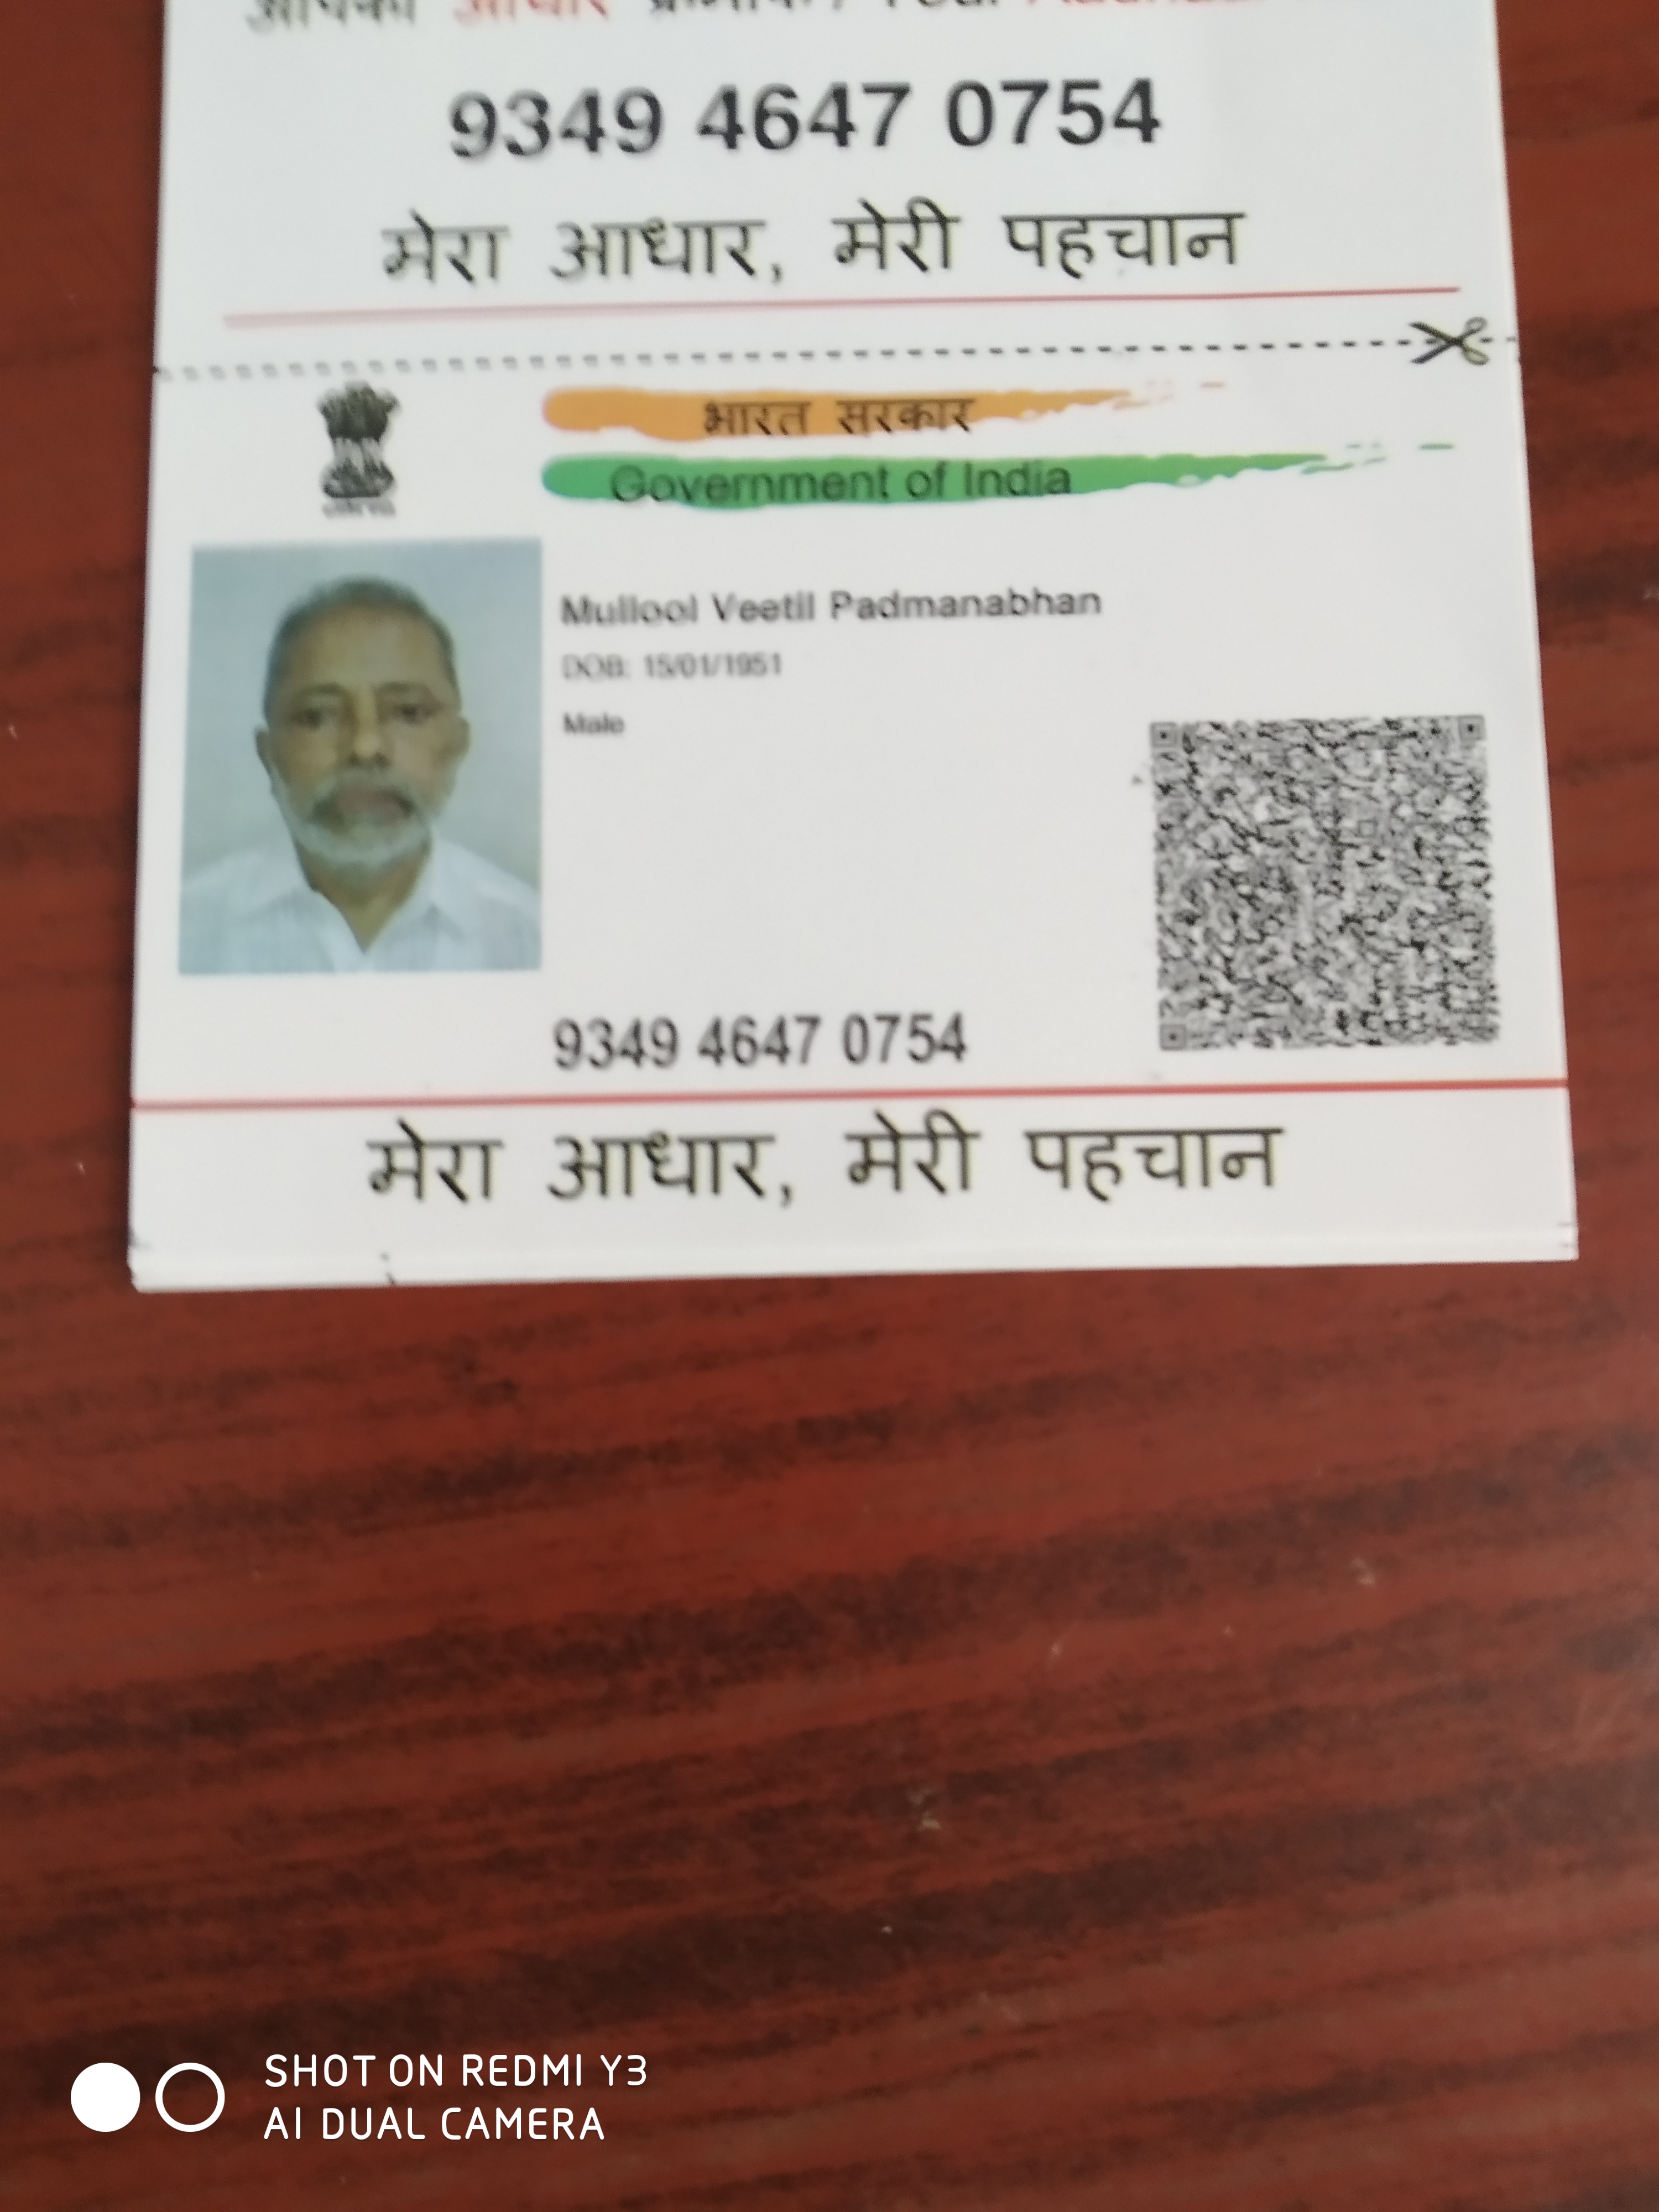 9349 4647 0754
मेरा आधार, मेरी पहचान
भारत सरकार
Government of India
Mullool Veetil Padmanabhan
DOB: 15/01/1951
Male
9349 4647 0754
मेरा आधार, मेरी पहचान
SHOT ON REDMI Y3
AI DUAL CAMERA